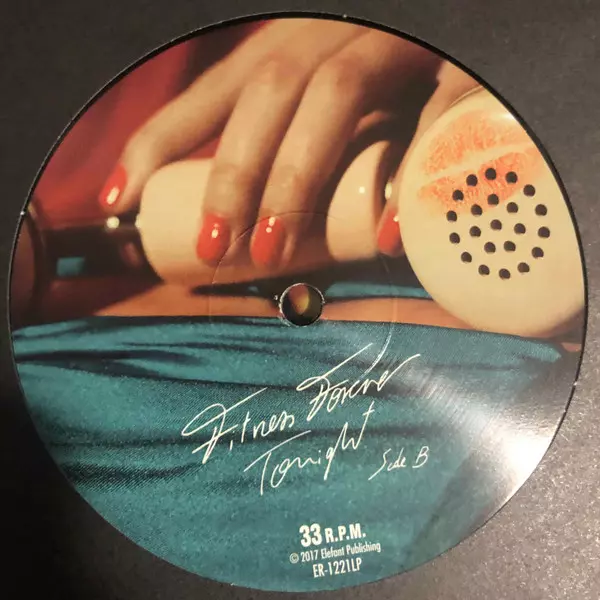 Fitness Forever
Tonight
Side B
33 R.P.M.
© 2017 Elefant Publishing
ER-1221LP